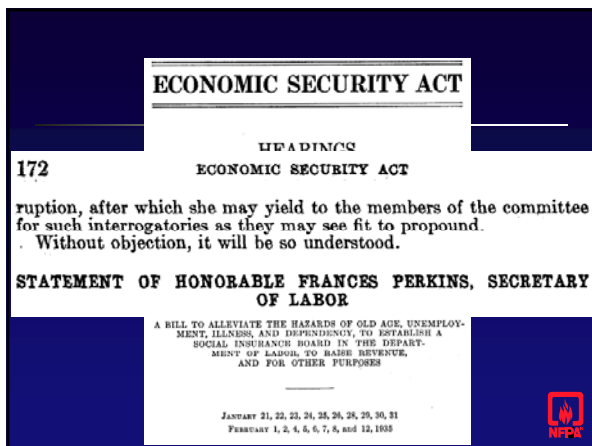 ECONOMIC SECURITY ACT
HEARINGS
172 ECONOMIC SECURITY ACT
ruption, after which she may yield to the members of the committee
for such interrogatories as they may see fit to propound.
Without objection, it will be so understood.
STATEMENT OF HONORABLE FRANCES PERKINS, SECRETARY
OF LABOR
A BILL TO ALLEVIATE THE HAZARDS OF OLD AGE, UNEMPLOY-
MENT, ILLNESS, AND DEPENDENCY, TO ESTABLISH A
SOCIAL INSURANCE BOARD IN THE DEPART-
MENT OF LABOR, TO RAISE REVENUE,
AND FOR OTHER PURPOSES
JANUARY 21, 22, 23, 24, 25, 26, 28, 29, 30, 31
FEBRUARY 1, 2, 4, 5, 6, 7, 8, and 12, 1935
NFPA